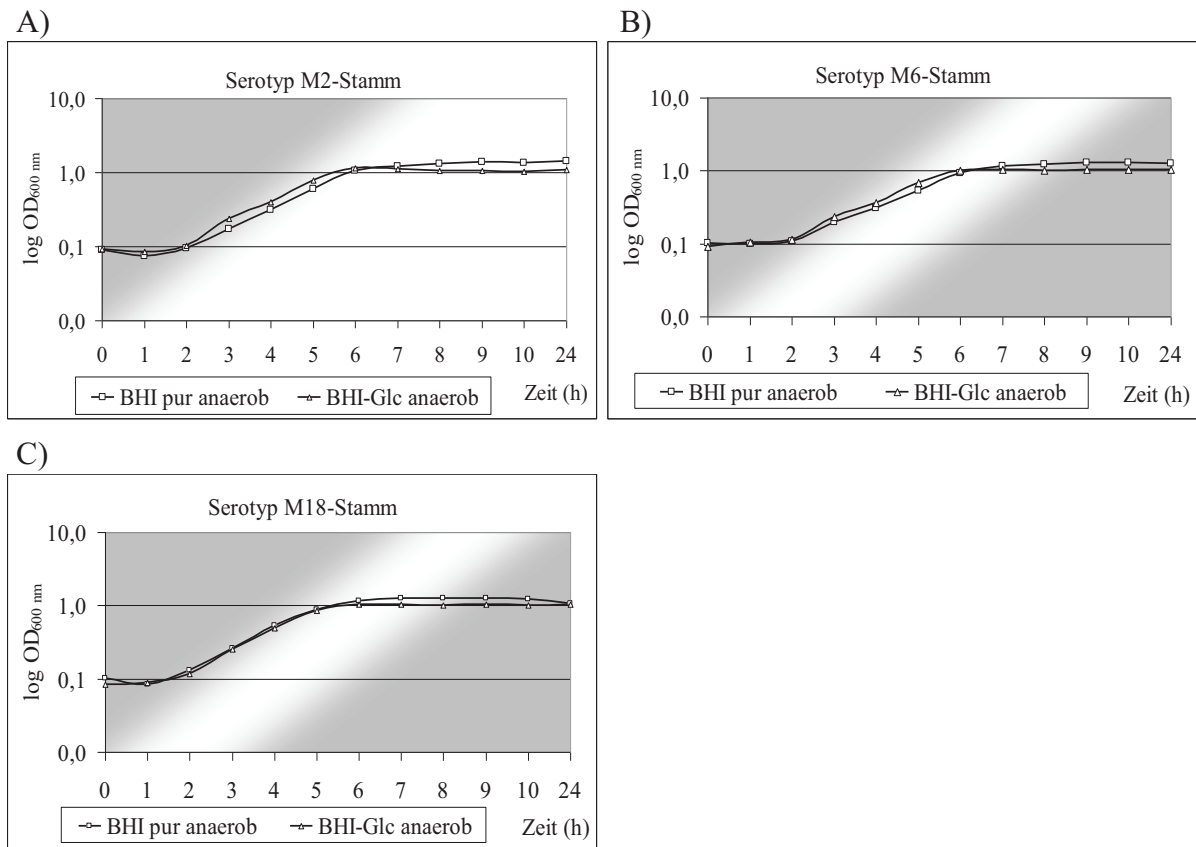 A)
Serotyp M2-Stamm
log OD600 nm
10,0
1,0
0,1
0,0
0 1 2 3 4 5 6 7 8 9 10 24
BHI pur anaerob BHI-Glc anaerob Zeit (h)
B)
Serotyp M6-Stamm
log OD600 nm
10,0
1,0
0,1
0,0
0 1 2 3 4 5 6 7 8 9 10 24
BHI pur anaerob BHI-Glc anaerob Zeit (h)
C)
Serotyp M18-Stamm
log OD600 nm
10,0
1,0
0,1
0,0
0 1 2 3 4 5 6 7 8 9 10 24
BHI pur anaerob BHI-Glc anaerob Zeit (h)